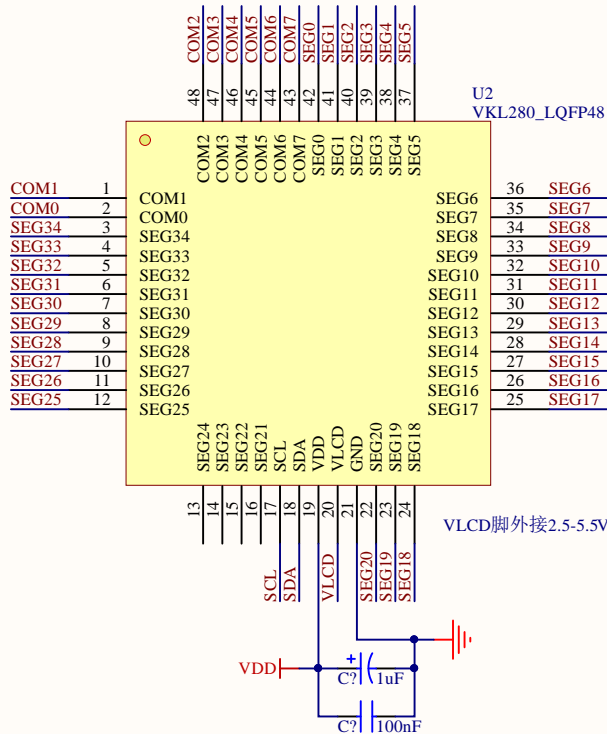 COM2 COM3 COM4 COM5 COM6 COM7 SEG0 SEG1 SEG2 SEG3 SEG4 SEG5
48 47 46 45 44 43 42 41 40 39 38 37
U2
VKL280_LQFP48
COM2 COM3 COM4 COM5 COM6 COM7 SEG0 SEG1 SEG2 SEG3 SEG4 SEG5
COM1 1 COM1 SEG6 36 SEG6
COM0 2 COM0 SEG7 35 SEG7
SEG34 3 SEG34 SEG8 34 SEG8
SEG33 4 SEG33 SEG9 33 SEG9
SEG32 5 SEG32 SEG10 32 SEG10
SEG31 6 SEG31 SEG11 31 SEG11
SEG30 7 SEG30 SEG12 30 SEG12
SEG29 8 SEG29 SEG13 29 SEG13
SEG28 9 SEG28 SEG14 28 SEG14
SEG27 10 SEG27 SEG15 27 SEG15
SEG26 11 SEG26 SEG16 26 SEG16
SEG25 12 SEG25 SEG17 25 SEG17
SEG24 SEG23 SEG22 SEG21 SCL SDA VDD VLCD GND SEG20 SEG19 SEG18
13 14 15 16 17 18 19 20 21 22 23 24
VLCD脚外接2.5-5.5V
SCL SDA VLCD SEG20 SEG19 SEG18
VDD + C? 1uF
C? 100nF